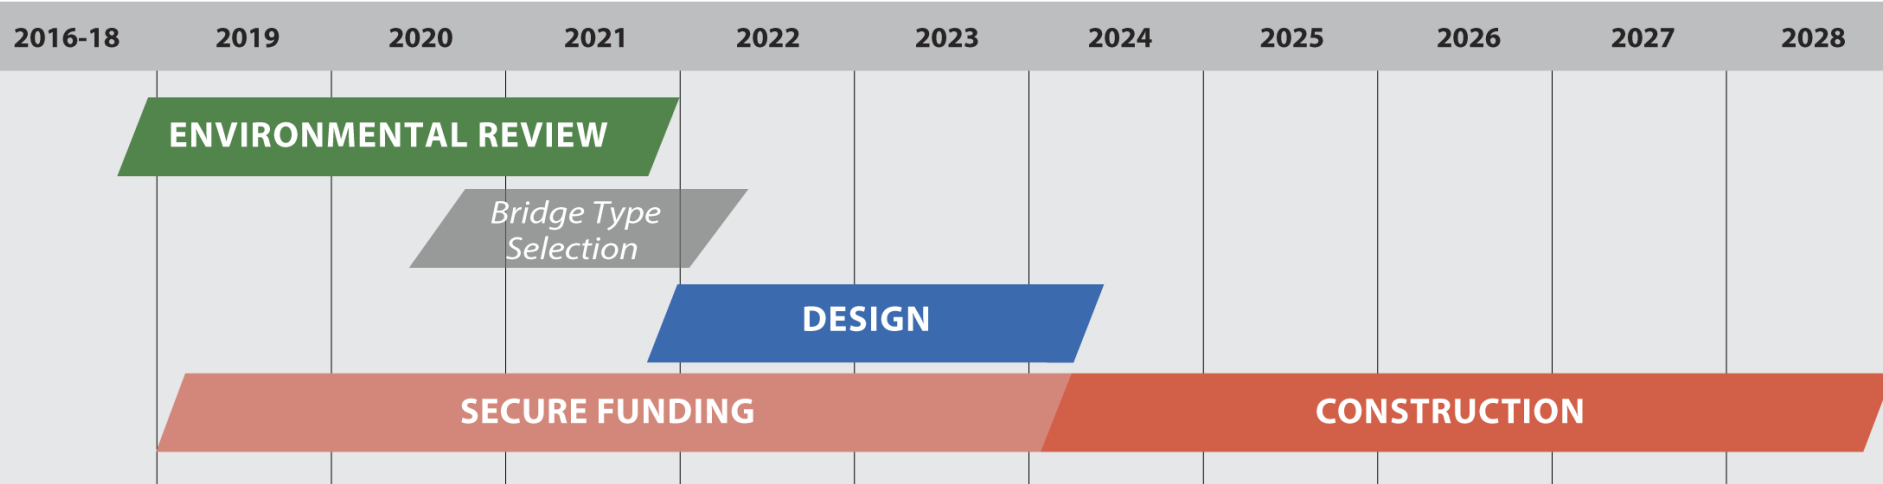 2016-18 2019 2020 2021 2022 2023 2024 2025 2026 2027 2028
ENVIRONMENTAL REVIEW
Bridge Type
Selection
DESIGN
SECURE FUNDING CONSTRUCTION